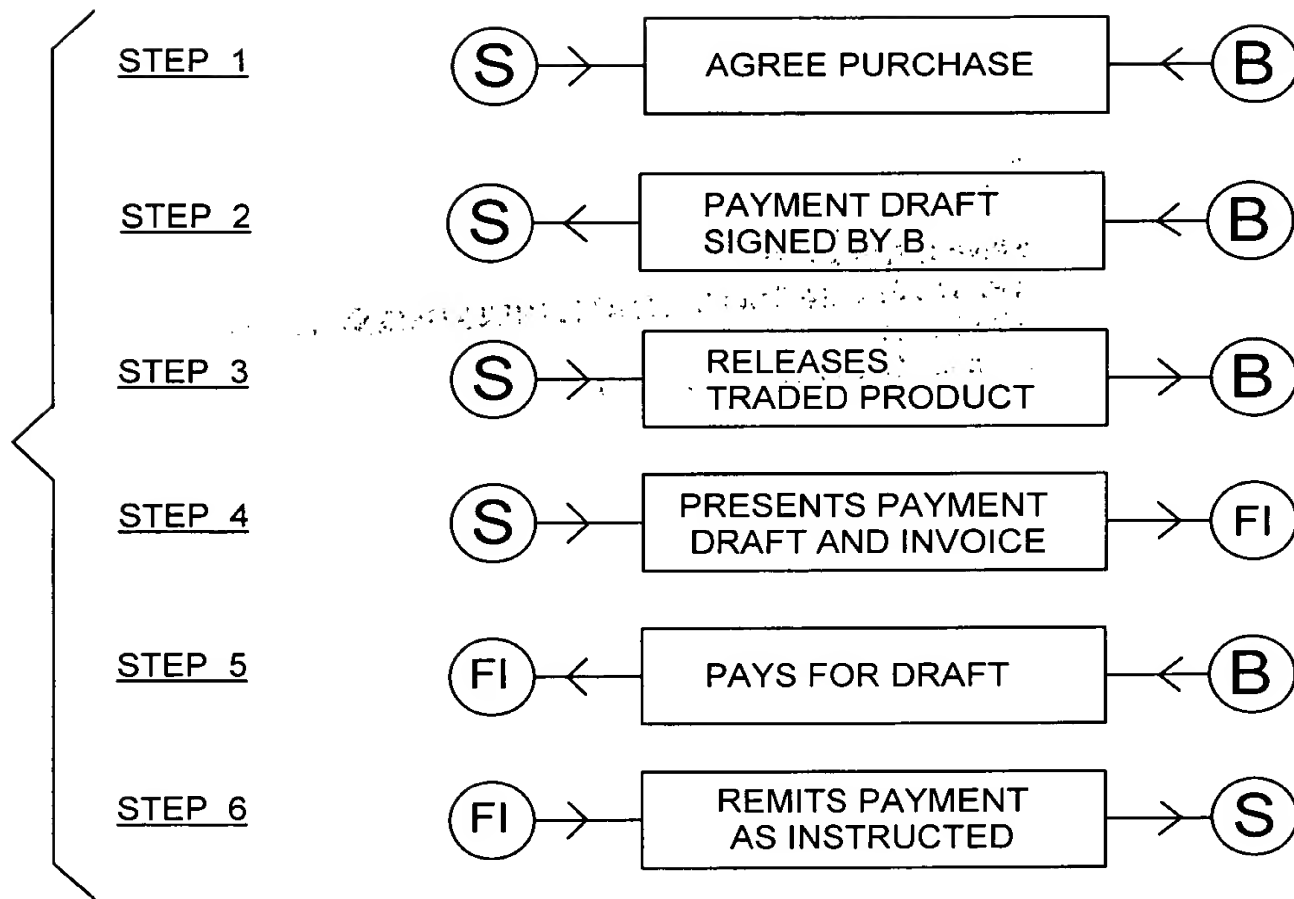 STEP 1
S
AGREE PURCHASE
B
STEP 2
S
PAYMENT DRAFT
SIGNED BY B
B
STEP 3
S
RELEASES
TRADED PRODUCT
B
STEP 4
S
PRESENTS PAYMENT
DRAFT AND INVOICE
FI
STEP 5
FI
PAYS FOR DRAFT
B
STEP 6
FI
REMITS PAYMENT
AS INSTRUCTED
S